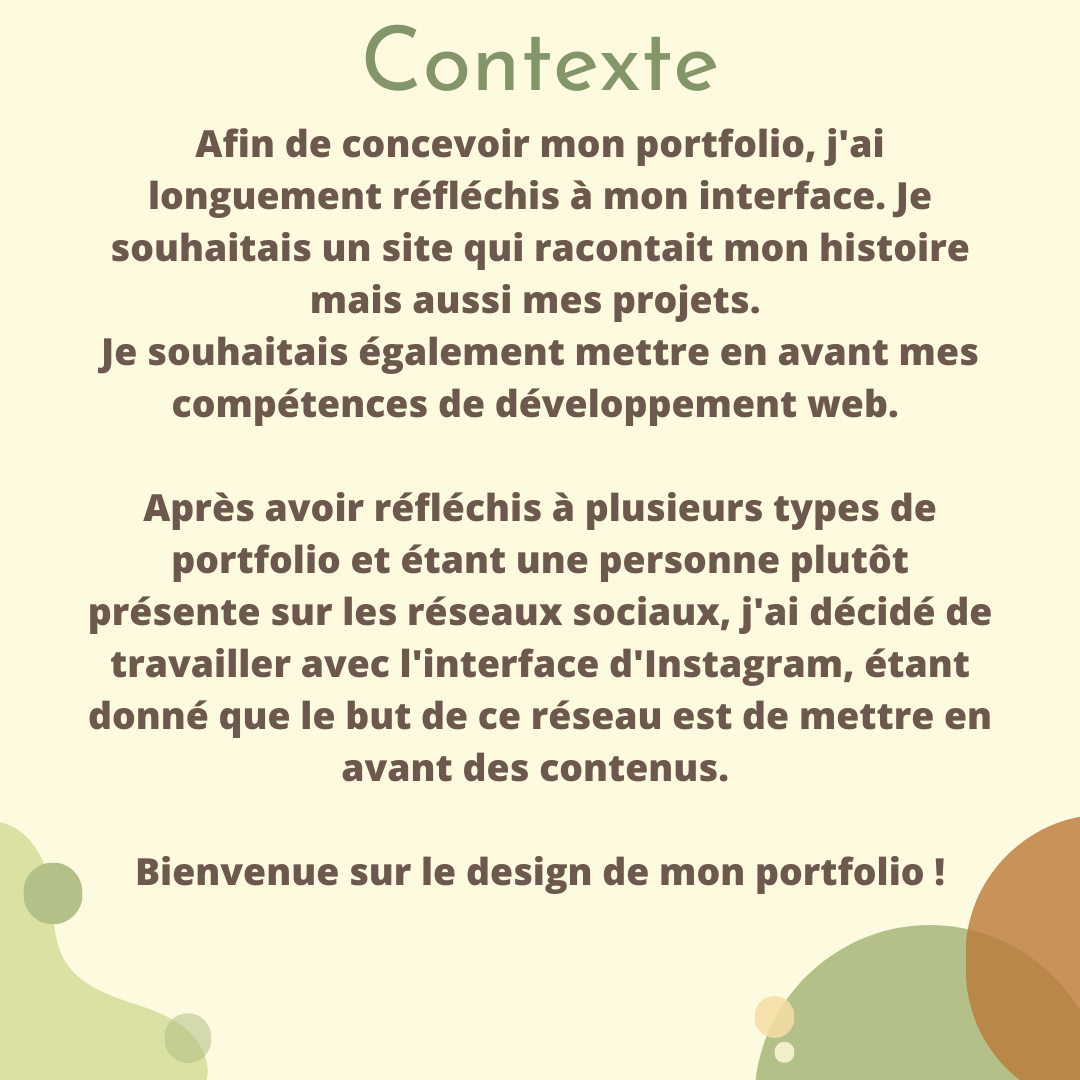 Contexte
Afin de concevoir mon portfolio, j'ai
longuement réfléchis à mon interface. Je
souhaitais un site qui racontait mon histoire
mais aussi mes projets.
Je souhaitais également mettre en avant mes
compétences de développement web.
Après avoir réfléchis à plusieurs types de
portfolio et étant une personne plutôt
présente sur les réseaux sociaux, j'ai décidé de
travailler avec l'interface d'Instagram, étant
donné que le but de ce réseau est de mettre en
avant des contenus.
Bienvenue sur le design de mon portfolio !